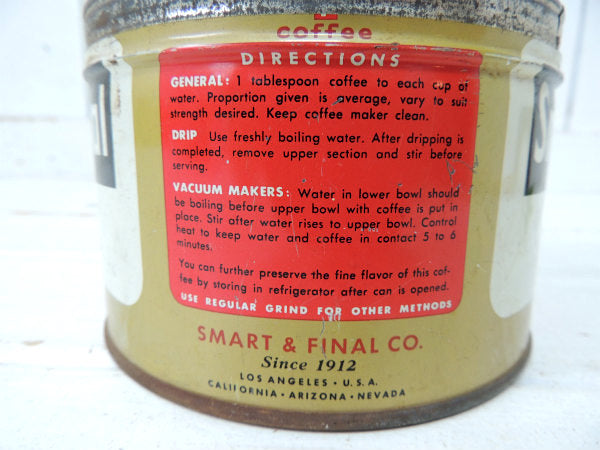 coffee
DIRECTIONS
GENERAL: 1 tablespoon coffee to each cup of
water. Proportion given is average, vary to suit
strength desired. Keep coffee maker clean.
DRIP Use freshly boiling water. After dripping is
completed, remove upper section and stir before
serving.
VACUUM MAKERS: Water in lower bowl should
be boiling before upper bowl with coffee is put in
place. Stir after water rises to upper bowl. Control
heat to keep water and coffee in contact 5 to 6
minutes.
You can further preserve the fine flavor of this cof-
fee by storing in refrigerator after can is opened.
USE REGULAR GRIND FOR OTHER METHODS
SMART & FINAL CO.
Since 1912
LOS ANGELES • U.S.A.
CALIFORNIA • ARIZONA • NEVADA